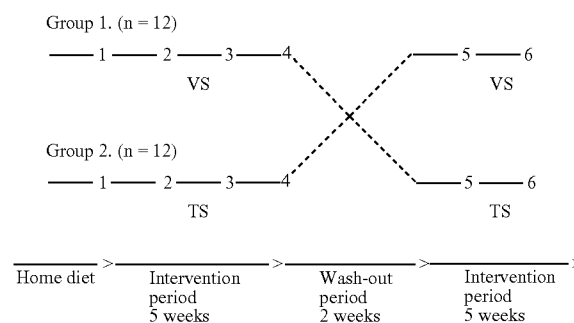 Group 1. (n = 12)
1 2 3 4 5 6
VS VS
Group 2. (n = 12)
1 2 3 4 5 6
TS TS
> > > >
Home diet Intervention Wash-out Intervention
period period period
5 weeks 2 weeks 5 weeks